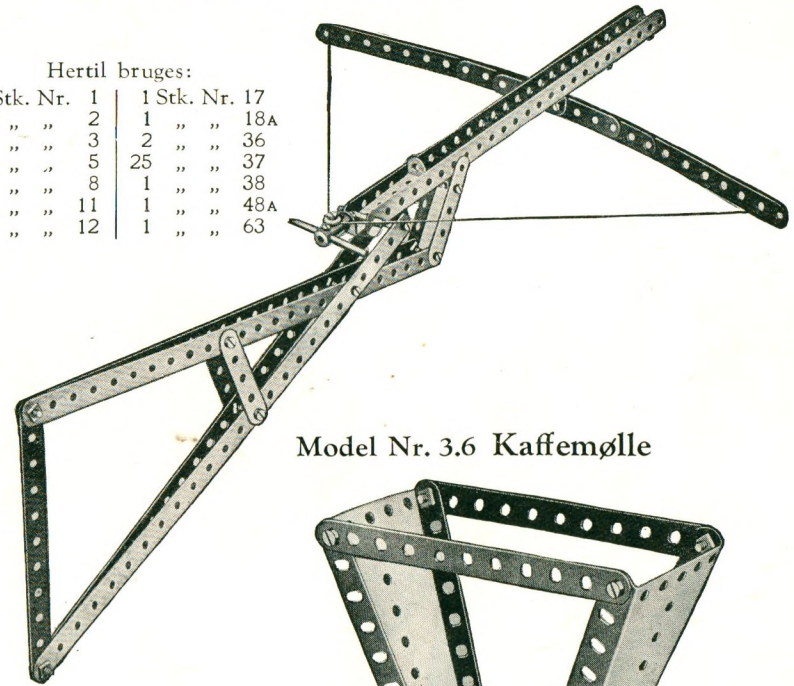 Hertil bruges:
Stk. Nr. 1 | 1 Stk. Nr. 17
„ „ 2 | 1 „ „ 18A
„ „ 3 | 2 „ „ 36
„ „ 5 | 25 „ „ 37
„ „ 8 | 1 „ „ 38
„ „ 11 | 1 „ „ 48A
„ „ 12 | 1 „ „ 63
Model Nr. 3.6 Kaffemølle